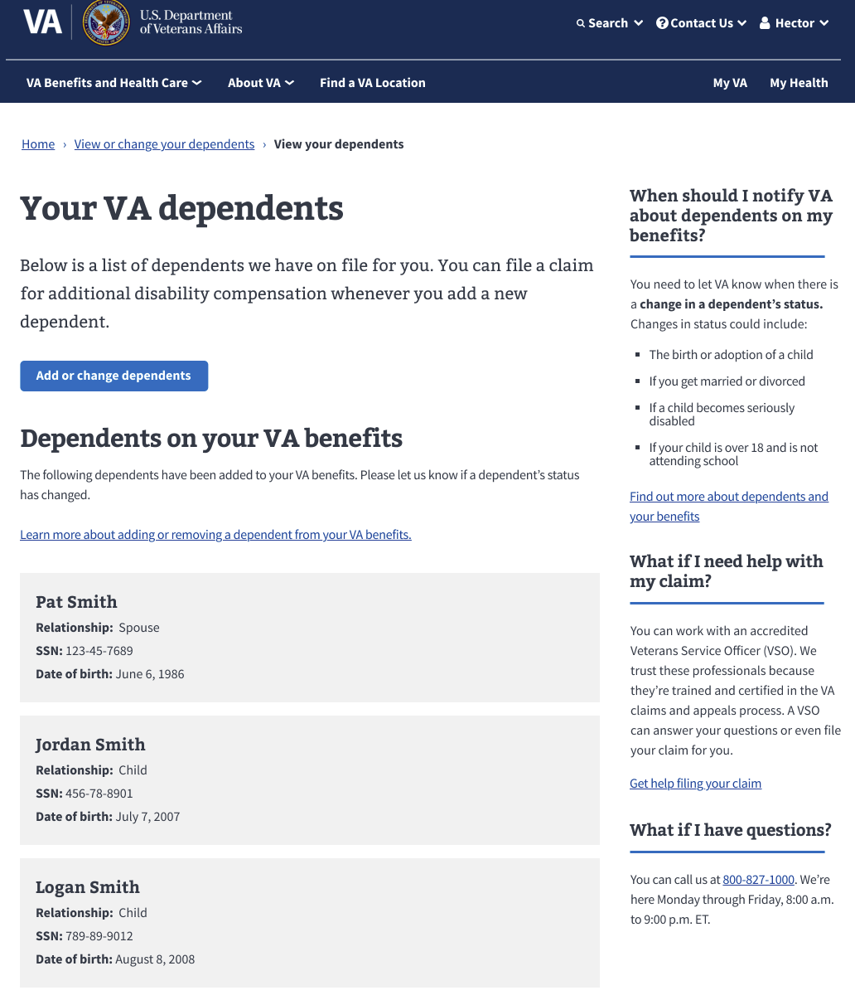 VA
U.S. Department
of Veterans Affairs
Search
Contact Us
Hector
VA Benefits and Health Care
About VA
Find a VA Location
My VA
My Health
Home › View or change your dependents › View your dependents
Your VA dependents
Below is a list of dependents we have on file for you. You can file a claim
for additional disability compensation whenever you add a new
dependent.
Add or change dependents
Dependents on your VA benefits
The following dependents have been added to your VA benefits. Please let us know if a dependent's status
has changed.
Learn more about adding or removing a dependent from your VA benefits.
Pat Smith
Relationship: Spouse
SSN: 123-45-7689
Date of birth: June 6, 1986
Jordan Smith
Relationship: Child
SSN: 456-78-8901
Date of birth: July 7, 2007
Logan Smith
Relationship: Child
SSN: 789-89-9012
Date of birth: August 8, 2008
When should I notify VA
about dependents on my
benefits?
You need to let VA know when there is
a change in a dependent's status.
Changes in status could include:
▪ The birth or adoption of a child
▪ If you get married or divorced
▪ If a child becomes seriously
disabled
▪ If your child is over 18 and is not
attending school
Find out more about dependents and
your benefits
What if I need help with
my claim?
You can work with an accredited
Veterans Service Officer (VSO). We
trust these professionals because
they're trained and certified in the VA
claims and appeals process. A VSO
can answer your questions or even file
your claim for you.
Get help filing your claim
What if I have questions?
You can call us at 800-827-1000. We're
here Monday through Friday, 8:00 a.m.
to 9:00 p.m. ET.